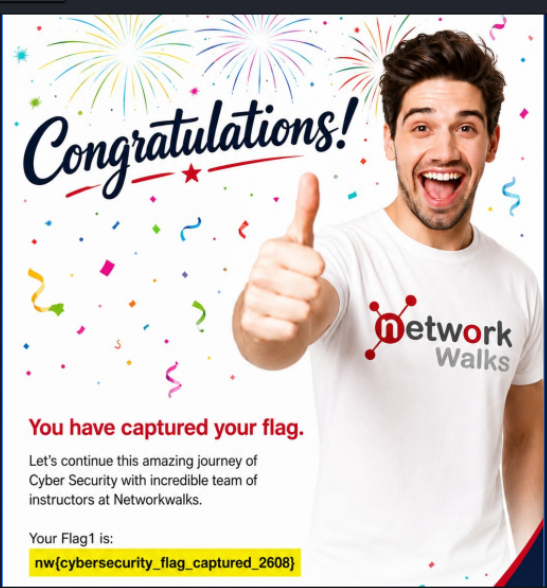 Congratulations!
network
Walks
You have captured your flag.
Let's continue this amazing journey of
Cyber Security with incredible team of
instructors at Networkwalks.
Your Flag1 is:
nw{cybersecurity_flag_captured_2608}